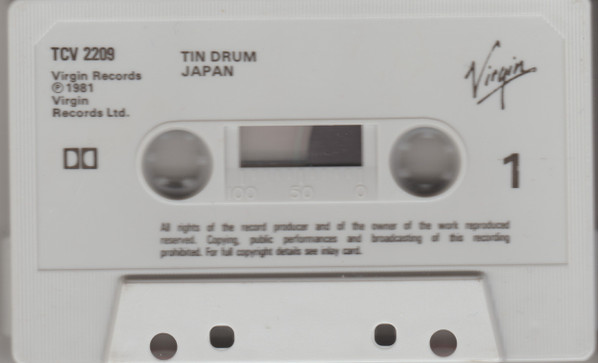 TCV 2209
Virgin Records
Ⓟ1981
Virgin
Records Ltd.
TIN DRUM
JAPAN
Virgin
1
00 50 0
All rights of the record producer and of the owner of the work reproduced
reserved. Copying, public performances and broadcasting of this recording
prohibited. For full copyright details see inlay card.